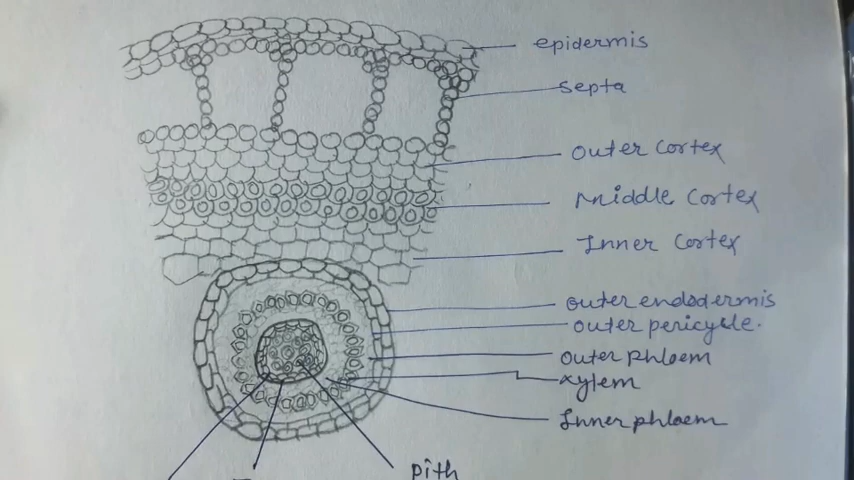 epidermis
septa
outer cortex
Middle cortex
Inner cortex
outer endodermis
outer pericycle.
outer phloem
xylem
Inner phloem
pith